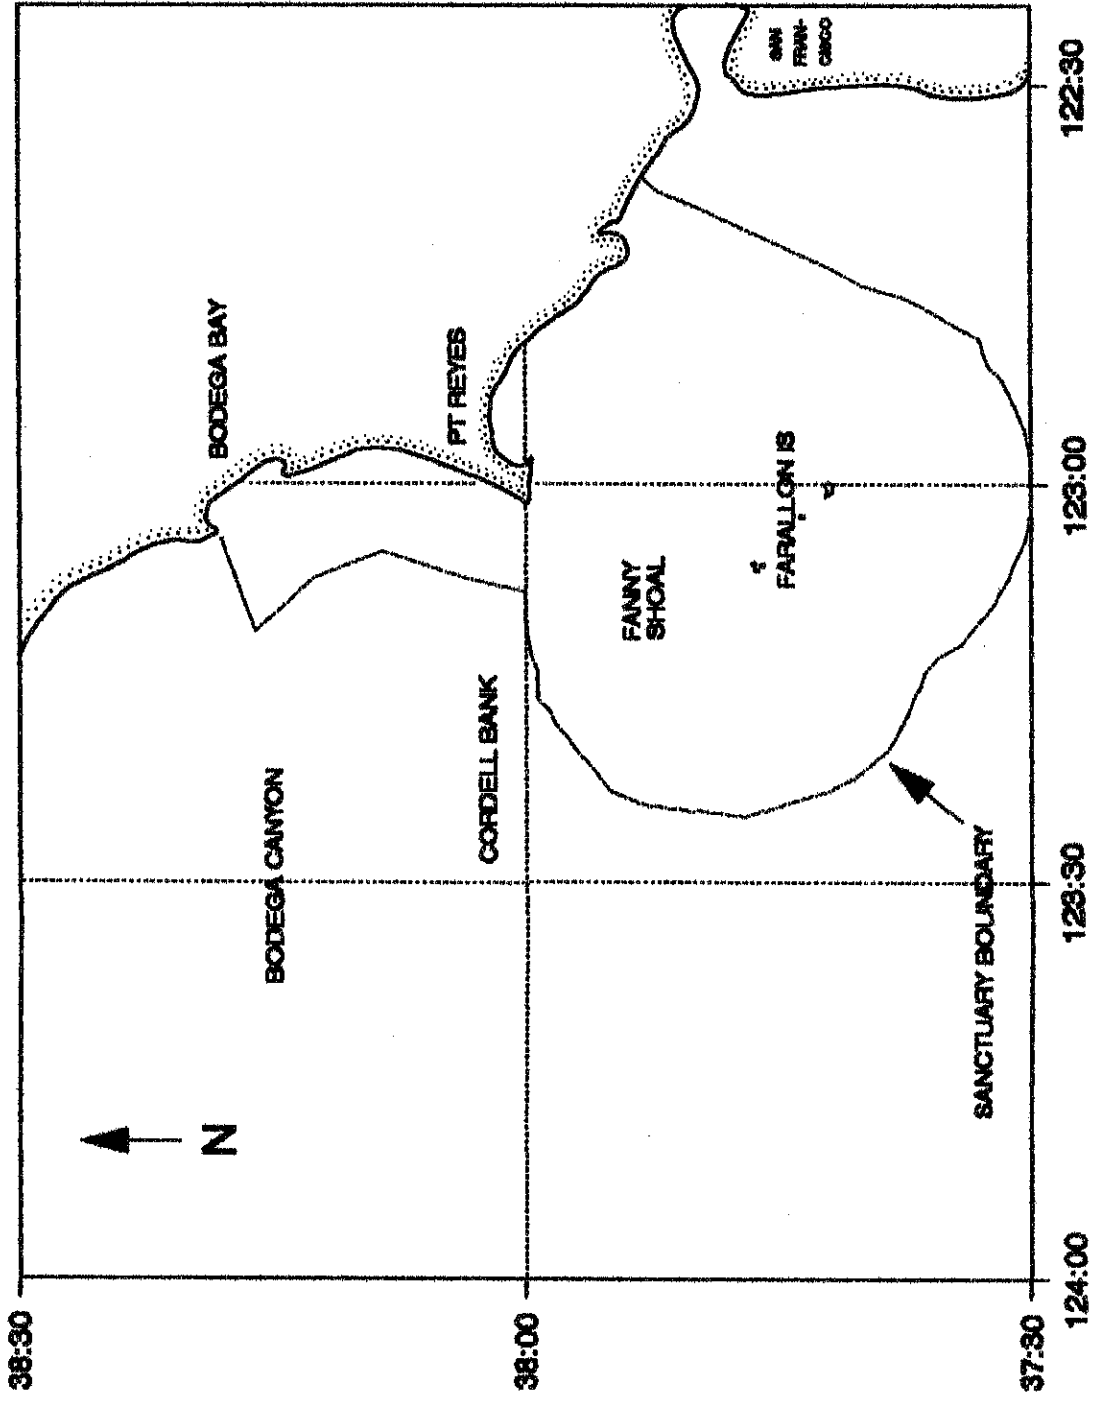 38:30
38:00
37:30
124:00
123:30
123:00
122:30
N
BODEGA BAY
PT REYES
BODEGA CANYON
CORDELL BANK
FANNY
SHOAL
FARALLON IS
SANCTUARY BOUNDARY
SAN
FRAN-
CISCO